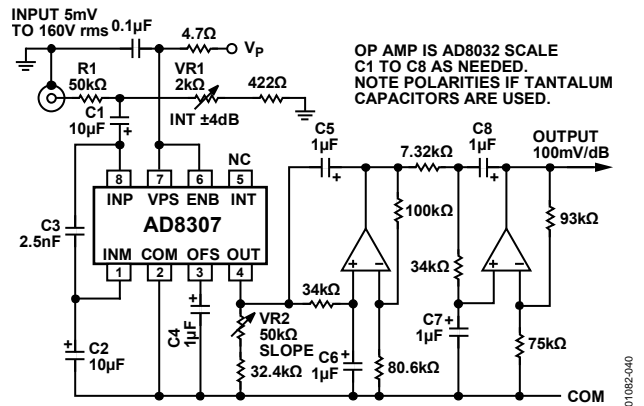 INPUT 5mV
TO 160V rms
0.1µF
4.7Ω
VP
R1
50kΩ
VR1
2kΩ
422Ω
INT ±4dB
OP AMP IS AD8032 SCALE
C1 TO C8 AS NEEDED.
NOTE POLARITIES IF TANTALUM
CAPACITORS ARE USED.
C1
10µF
+
NC
8
7
6
5
INP
VPS
ENB
INT
AD8307
INM
COM
OFS
OUT
1
2
3
4
C3
2.5nF
C2
10µF
+
C4
1µF
+
VR2
50kΩ
SLOPE
32.4kΩ
C5
1µF
+
34kΩ
C6
1µF
+
+
–
100kΩ
80.6kΩ
7.32kΩ
C8
1µF
+
34kΩ
C7
1µF
+
+
–
93kΩ
75kΩ
OUTPUT
100mV/dB
COM
01082-040